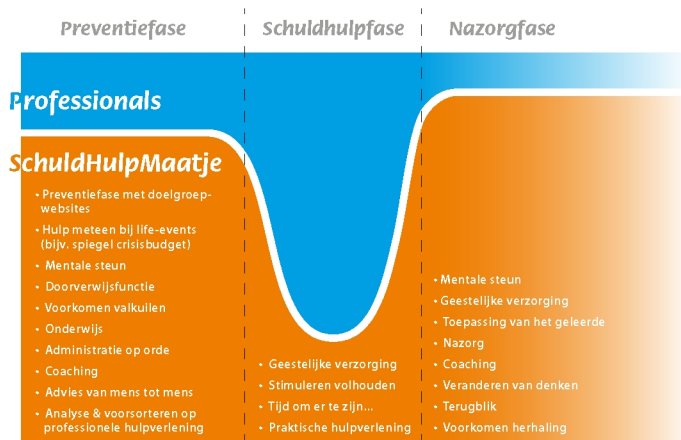 Preventiefase
Schuldhulpfase
Nazorgfase
Professionals
SchuldHulpMaatje
• Preventiefase met doelgroep-
websites
• Hulp meteen bij life-events
(bijv. spiegel crisisbudget)
• Mentale steun
• Doorverwijsfunctie
• Voorkomen valkuilen
• Onderwijs
• Administratie op orde
• Coaching
• Advies van mens tot mens
• Analyse & voorsorteren op
professionele hulpverlening
• Geestelijke verzorging
• Stimuleren volhouden
• Tijd om er te zijn...
• Praktische hulpverlening
• Mentale steun
• Geestelijke verzorging
• Toepassing van het geleerde
• Nazorg
• Coaching
• Veranderen van denken
• Terugblik
• Voorkomen herhaling